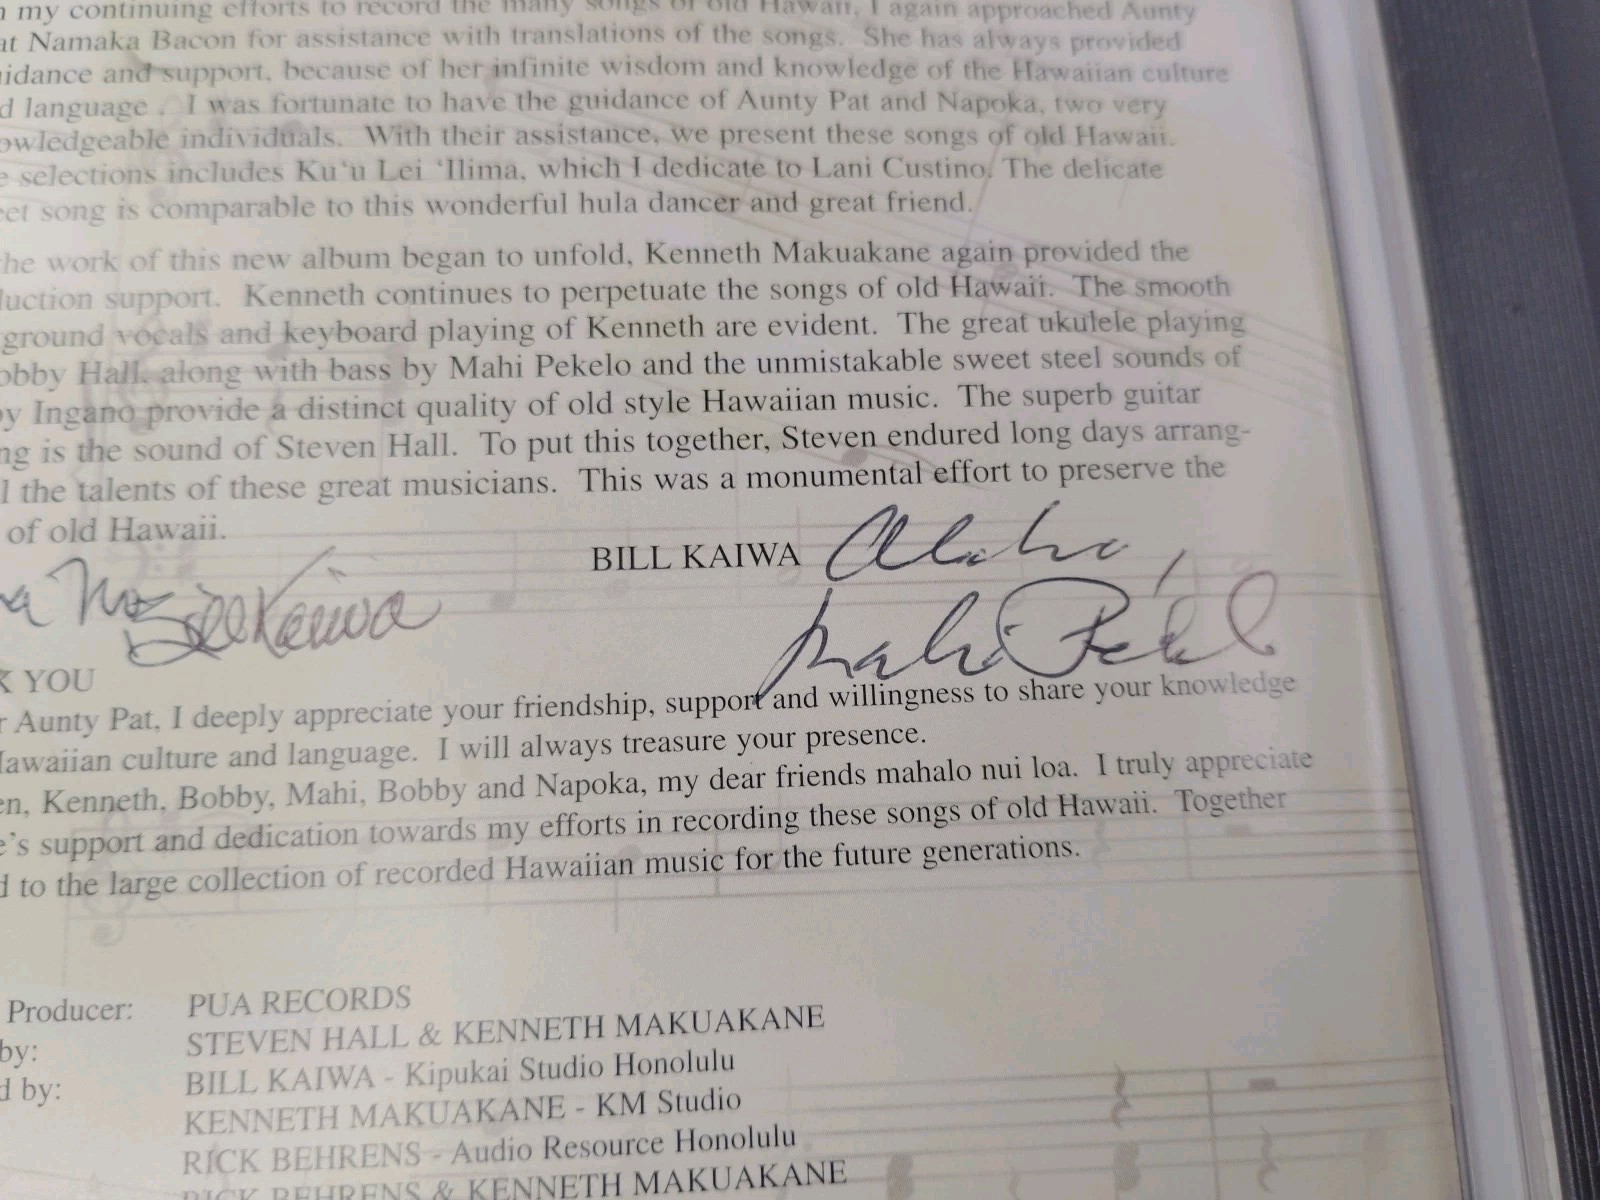 my continuing efforts to record the many songs of old Hawaii, I again approached Aunty
at Namaka Bacon for assistance with translations of the songs. She has always provided
idance and support, because of her infinite wisdom and knowledge of the Hawaiian culture
d language . I was fortunate to have the guidance of Aunty Pat and Napoka, two very
owledgeable individuals. With their assistance, we present these songs of old Hawaii.
e selections includes Ku‘u Lei ‘Ilima, which I dedicate to Lani Custino. The delicate
eet song is comparable to this wonderful hula dancer and great friend.
he work of this new album began to unfold, Kenneth Makuakane again provided the
luction support. Kenneth continues to perpetuate the songs of old Hawaii. The smooth
ground vocals and keyboard playing of Kenneth are evident. The great ukulele playing
obby Hall, along with bass by Mahi Pekelo and the unmistakable sweet steel sounds of
by Ingano provide a distinct quality of old style Hawaiian music. The superb guitar
ng is the sound of Steven Hall. To put this together, Steven endured long days arrang-
l the talents of these great musicians. This was a monumental effort to preserve the
of old Hawaii.
BILL KAIWA Aloha,
Bill Kaiwa
Mahi Pekelo
K YOU
r Aunty Pat, I deeply appreciate your friendship, support and willingness to share your knowledge
Hawaiian culture and language. I will always treasure your presence.
en, Kenneth, Bobby, Mahi, Bobby and Napoka, my dear friends mahalo nui loa. I truly appreciate
e's support and dedication towards my efforts in recording these songs of old Hawaii. Together
d to the large collection of recorded Hawaiian music for the future generations.
Producer: PUA RECORDS
by: STEVEN HALL & KENNETH MAKUAKANE
d by: BILL KAIWA - Kipukai Studio Honolulu
KENNETH MAKUAKANE - KM Studio
RICK BEHRENS - Audio Resource Honolulu
RICK BEHRENS & KENNETH MAKUAKANE